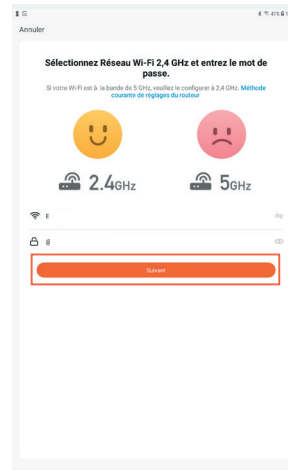 41%
Annuler
Sélectionnez Réseau Wi-Fi 2,4 GHz et entrez le mot de
passe.
Si votre Wi-Fi est à la bande de 5 GHz, veuillez le configurer à 2,4 GHz. Méthode
courante de réglages du routeur
2.4GHz
5GHz
Suivant